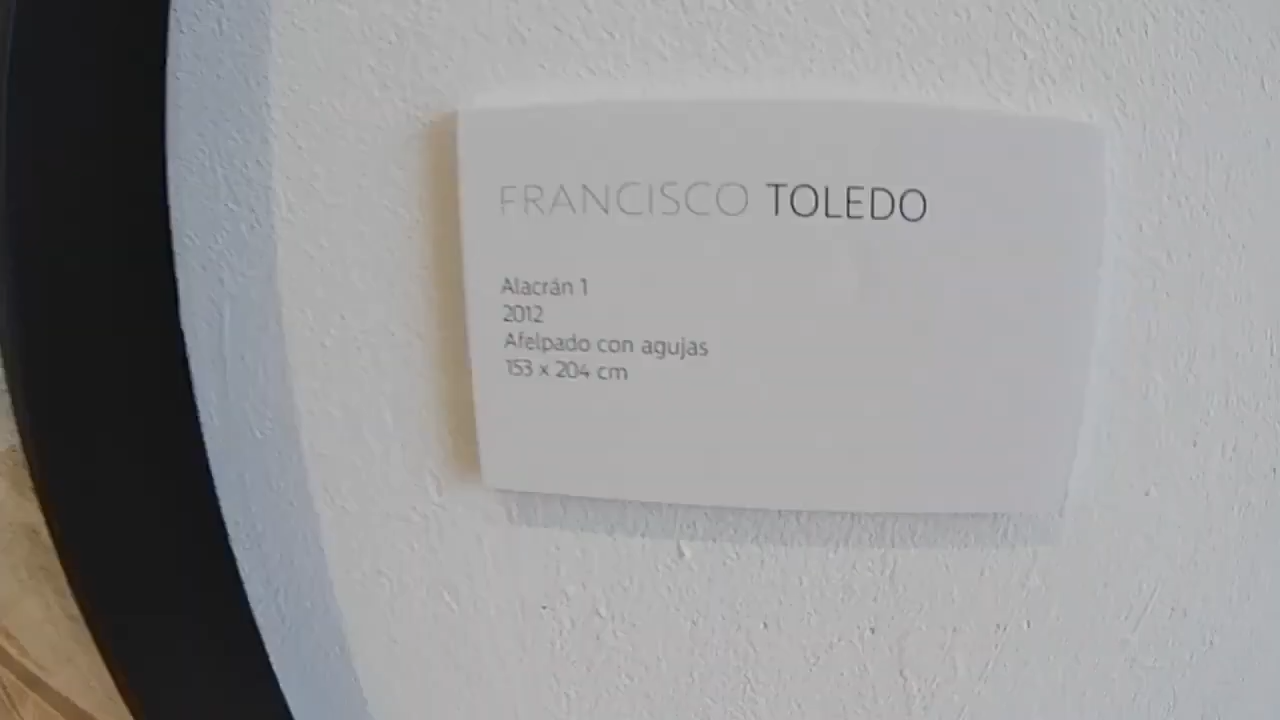 FRANCISCO TOLEDO
Alacrán 1
2012
Afelpado con agujas
153 x 204 cm